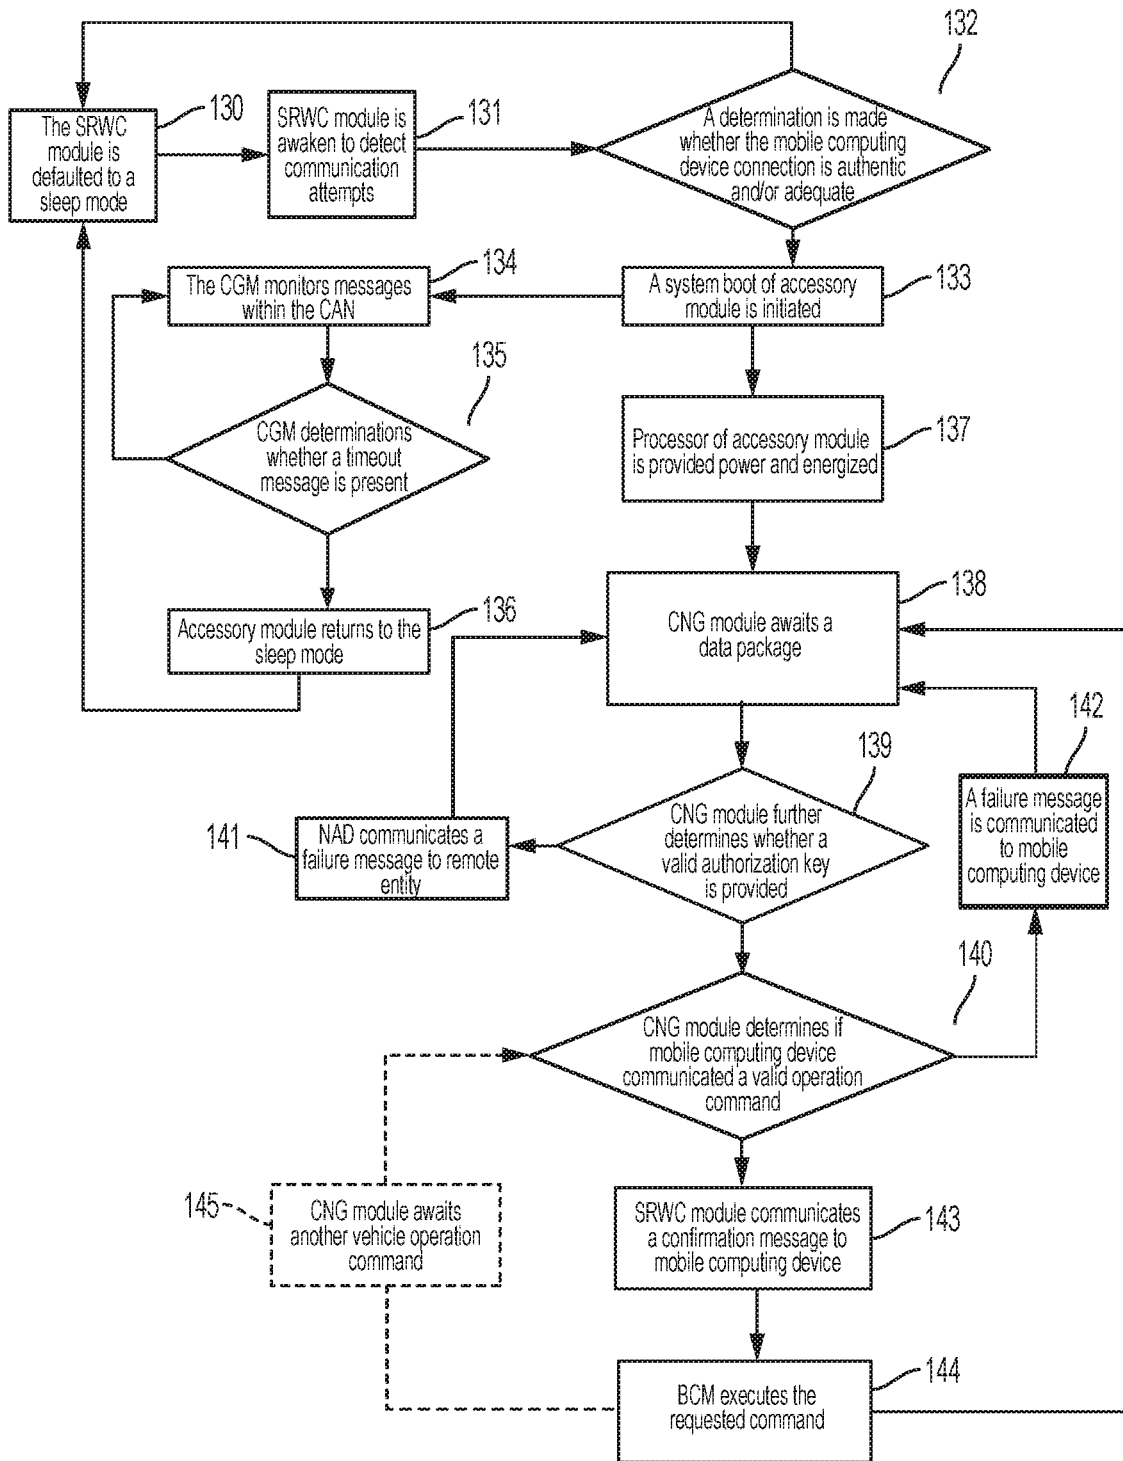 132
130
The SRWC
module is
defaulted to a
sleep mode
131
SRWC module is
awaken to detect
communication
attempts
A determination is made
whether the mobile computing
device connection is authentic
and/or adequate
134
The CGM monitors messages
within the CAN
133
A system boot of accessory
module is initiated
135
CGM determinations
whether a timeout
message is present
137
Processor of accessory module
is provided power and energized
136
Accessory module returns to the
sleep mode
138
CNG module awaits a
data package
142
A failure message
is communicated
to mobile
computing device
139
CNG module further
determines whether a
valid authorization key
is provided
141
NAD communicates a
failure message to remote
entity
140
CNG module determines if
mobile computing device
communicated a valid operation
command
145
CNG module awaits
another vehicle operation
command
143
SRWC module communicates
a confirmation message to
mobile computing device
144
BCM executes the
requested command